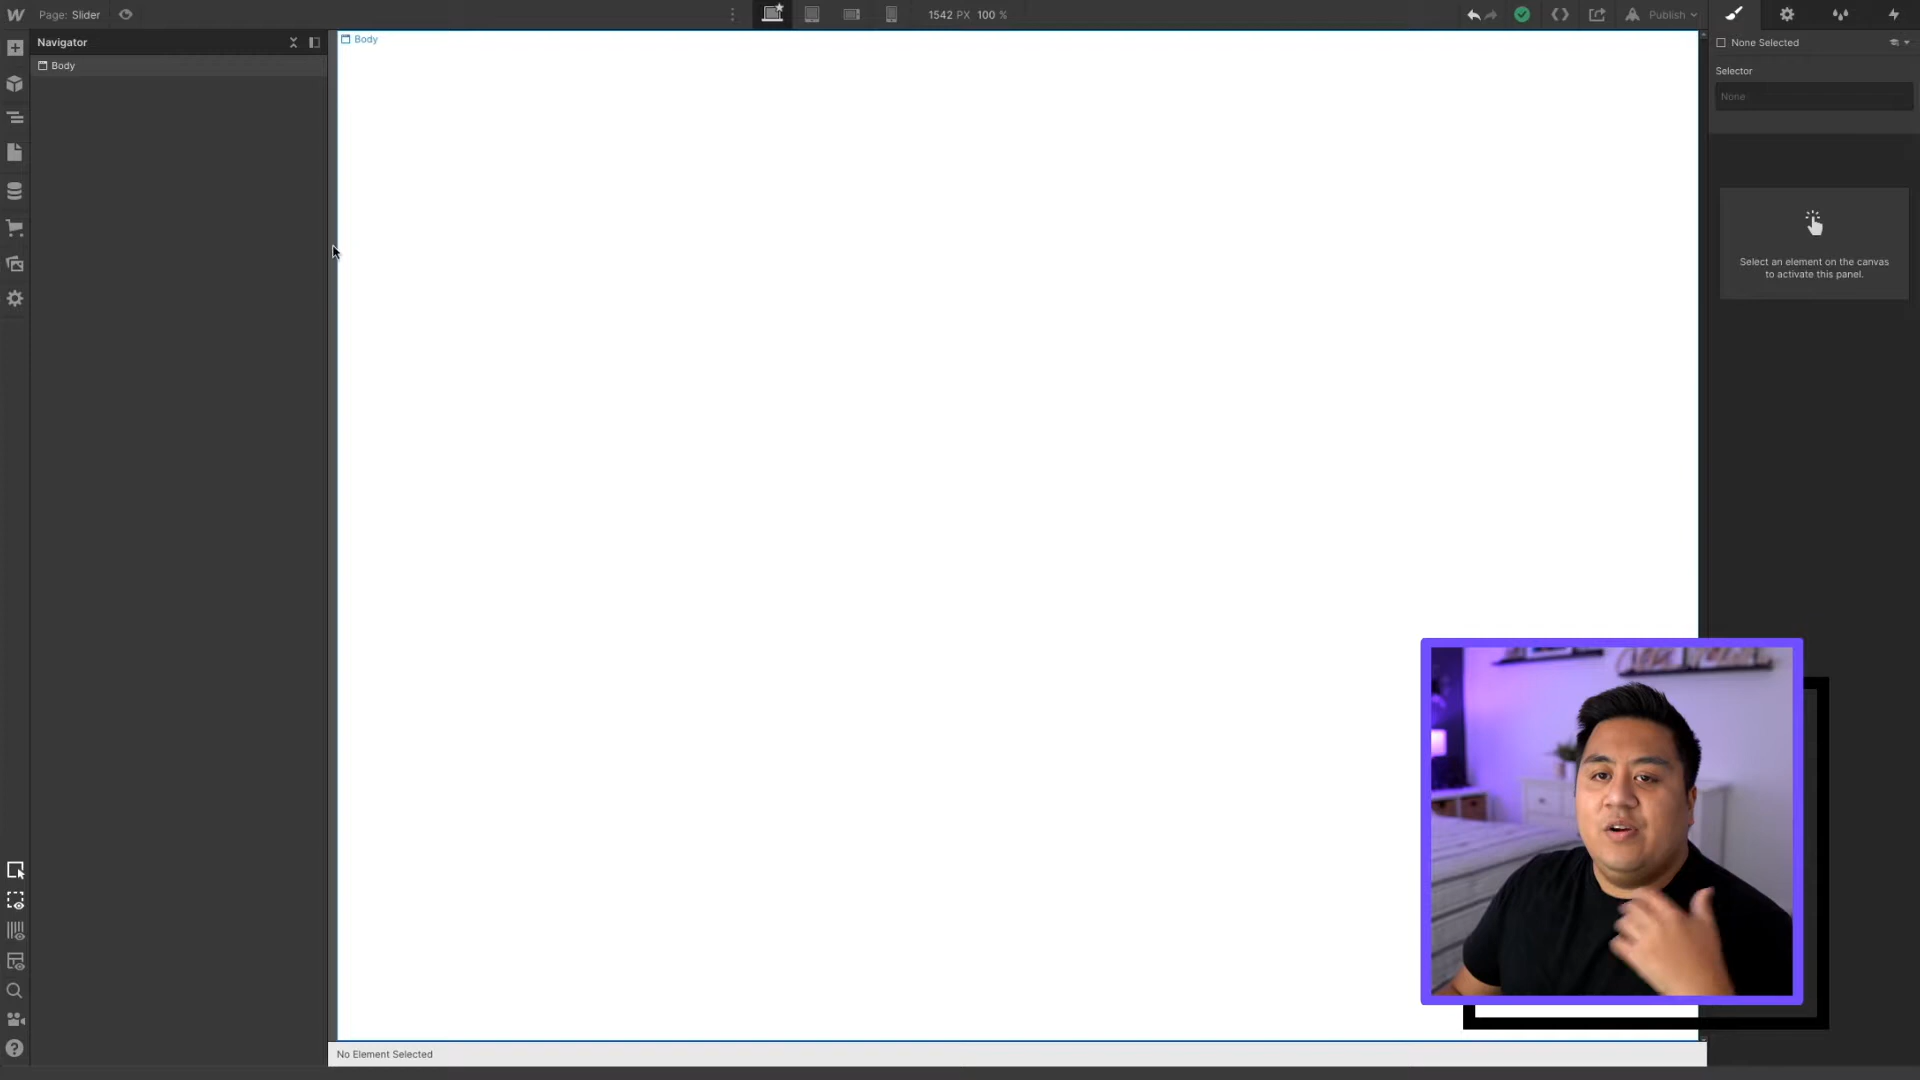 Page: Slider
1542 PX 100 %
Publish
Navigator
Body
Body
None Selected
Selector
None
Select an element on the canvas
to activate this panel.
No Element Selected